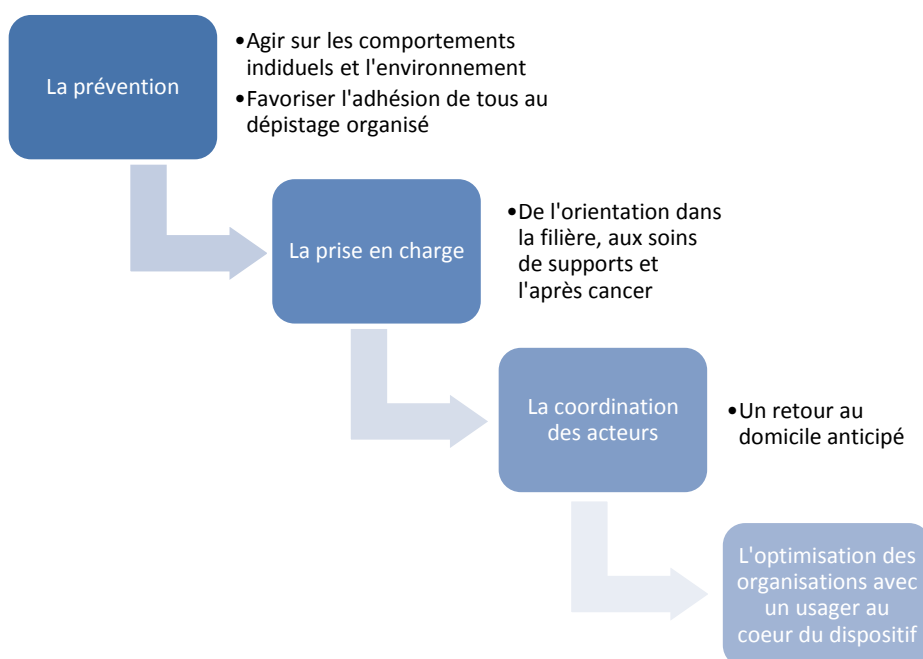 La prévention
•Agir sur les comportements
indiduels et l'environnement
•Favoriser l'adhésion de tous au
dépistage organisé
La prise en charge
•De l'orientation dans
la filière, aux soins
de supports et
l'après cancer
La coordination
des acteurs
•Un retour au
domicile anticipé
L'optimisation des
organisations avec
un usager au
coeur du dispositif